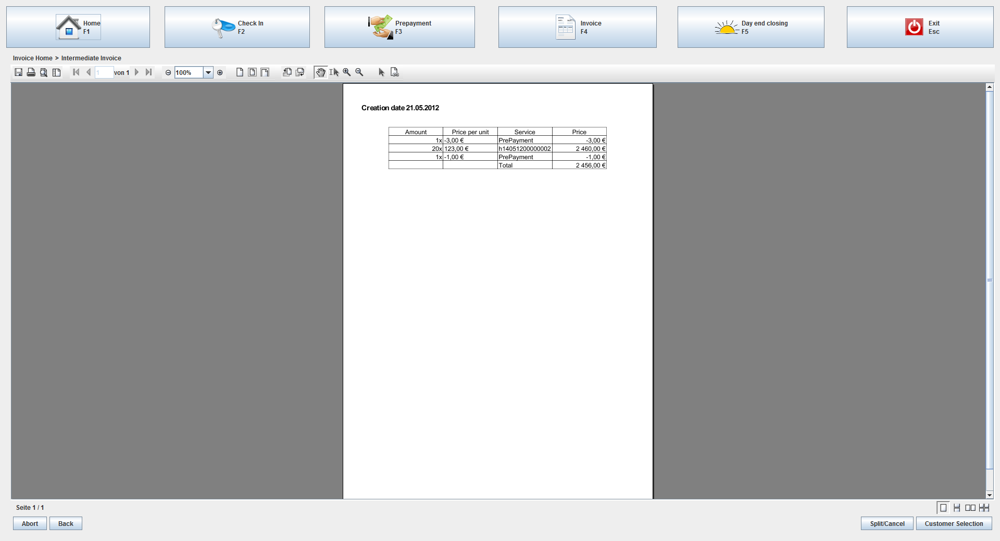 Home
F1
Check In
F2
Prepayment
F3
Invoice
F4
Day end closing
F5
Exit
Esc
Invoice Home > Intermediate Invoice
1 von 1 100%
Creation date 21.05.2012
Amount Price per unit Service Price
1x -3,00 € PrePayment -3,00 €
20x 123,00 € h14051200000002 2 460,00 €
1x -1,00 € PrePayment -1,00 €
Total 2 456,00 €
Seite 1 / 1
Abort Back Split/Cancel Customer Selection